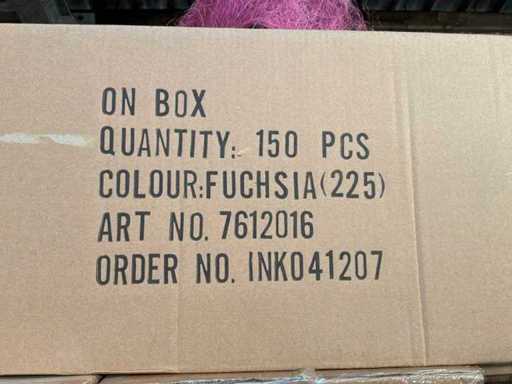 ON BOX
QUANTITY: 150 PCS
COLOUR:FUCHSIA(225)
ART NO. 7612016
ORDER NO. INK041207